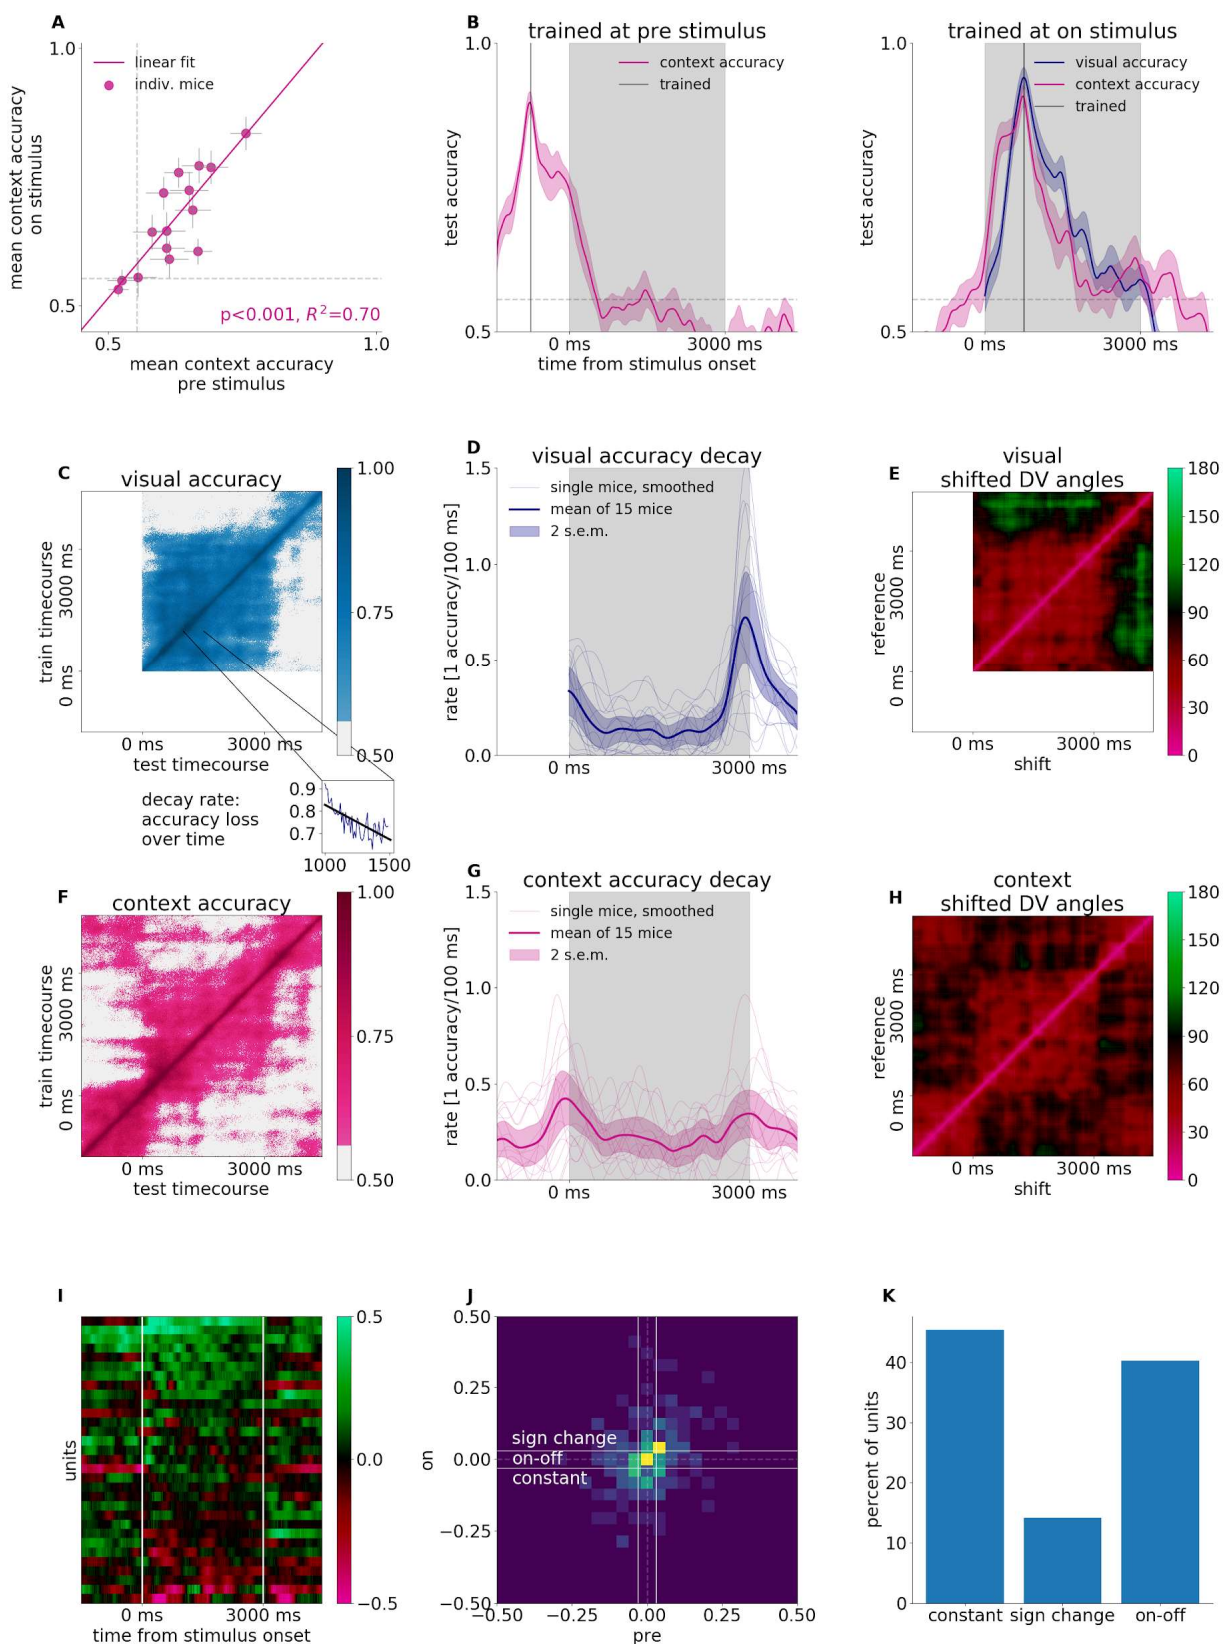 A
1.0
linear fit
indiv. mice
mean context accuracy
on stimulus
0.5
p<0.001, R²=0.70
0.5
1.0
mean context accuracy
pre stimulus
B
trained at pre stimulus
1.0
context accuracy
trained
test accuracy
0.5
0 ms
3000 ms
time from stimulus onset
trained at on stimulus
1.0
visual accuracy
context accuracy
trained
test accuracy
0.5
0 ms
3000 ms
C
visual accuracy
1.00
0.75
0.50
train timecourse
0 ms
3000 ms
0 ms
3000 ms
test timecourse
decay rate:
accuracy loss
over time
0.9
0.8
0.7
1000
1500
D
visual accuracy decay
1.5
single mice, smoothed
mean of 15 mice
2 s.e.m.
1.0
0.5
0.0
rate [1 accuracy/100 ms]
0 ms
3000 ms
E
visual
shifted DV angles
180
150
120
90
60
30
0
reference
0 ms
3000 ms
0 ms
3000 ms
shift
F
context accuracy
1.00
0.75
0.50
train timecourse
0 ms
3000 ms
0 ms
3000 ms
test timecourse
G
context accuracy decay
1.5
single mice, smoothed
mean of 15 mice
2 s.e.m.
1.0
0.5
0.0
rate [1 accuracy/100 ms]
0 ms
3000 ms
H
context
shifted DV angles
180
150
120
90
60
30
0
reference
0 ms
3000 ms
0 ms
3000 ms
shift
I
0.5
0.0
−0.5
units
0 ms
3000 ms
time from stimulus onset
J
0.50
0.25
0.00
−0.25
−0.50
on
sign change
on-off
constant
−0.50
−0.25
0.00
0.25
0.50
pre
K
40
30
20
10
0
percent of units
constant
sign change
on-off